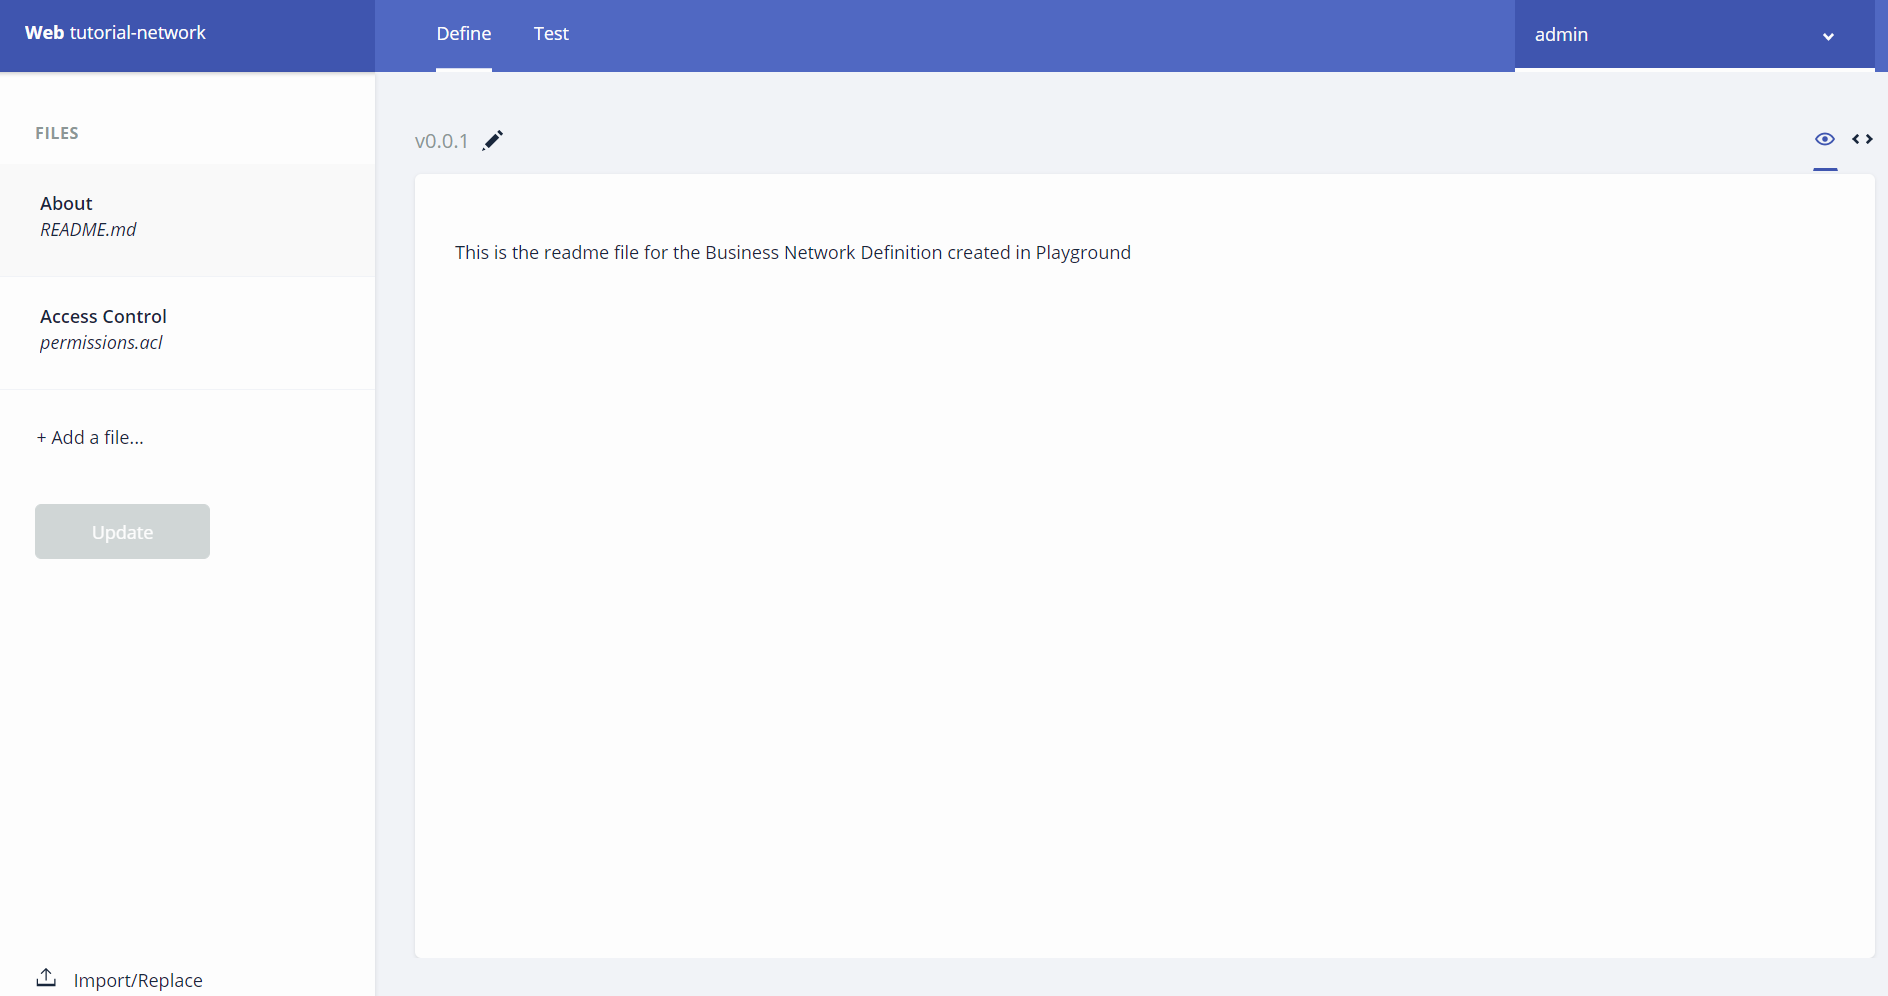 Web tutorial-network
Define
Test
admin
FILES
About
README.md
Access Control
permissions.acl
+ Add a file...
Update
Import/Replace
v0.0.1
This is the readme file for the Business Network Definition created in Playground